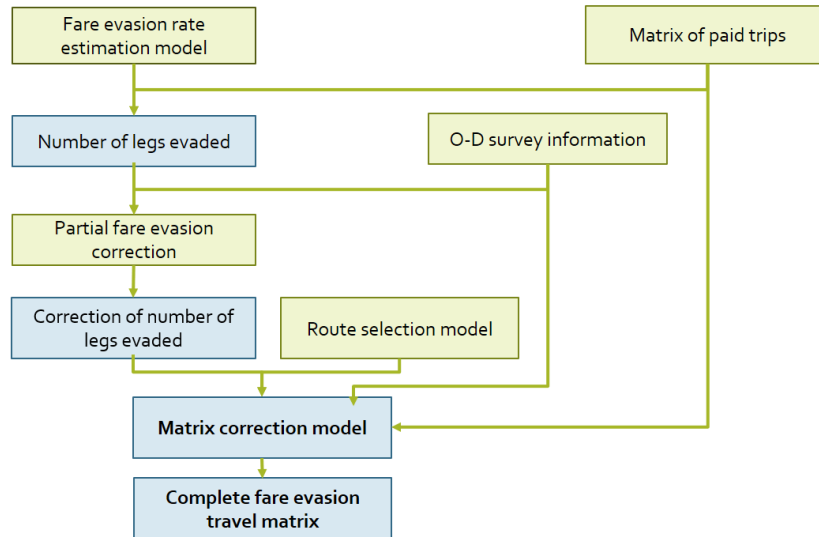 Fare evasion rate
estimation model
Matrix of paid trips
Number of legs evaded
O-D survey information
Partial fare evasion
correction
Correction of number of
legs evaded
Route selection model
Matrix correction model
Complete fare evasion
travel matrix